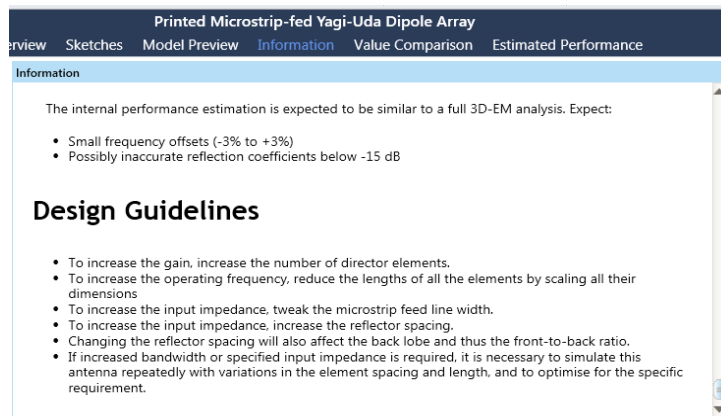 Printed Microstrip-fed Yagi-Uda Dipole Array
erview Sketches Model Preview Information Value Comparison Estimated Performance
Information
The internal performance estimation is expected to be similar to a full 3D-EM analysis. Expect:
• Small frequency offsets (-3% to +3%)
• Possibly inaccurate reflection coefficients below -15 dB
Design Guidelines
• To increase the gain, increase the number of director elements.
• To increase the operating frequency, reduce the lengths of all the elements by scaling all their
dimensions
• To increase the input impedance, tweak the microstrip feed line width.
• To increase the input impedance, increase the reflector spacing.
• Changing the reflector spacing will also affect the back lobe and thus the front-to-back ratio.
• If increased bandwidth or specified input impedance is required, it is necessary to simulate this
antenna repeatedly with variations in the element spacing and length, and to optimise for the specific
requirement.